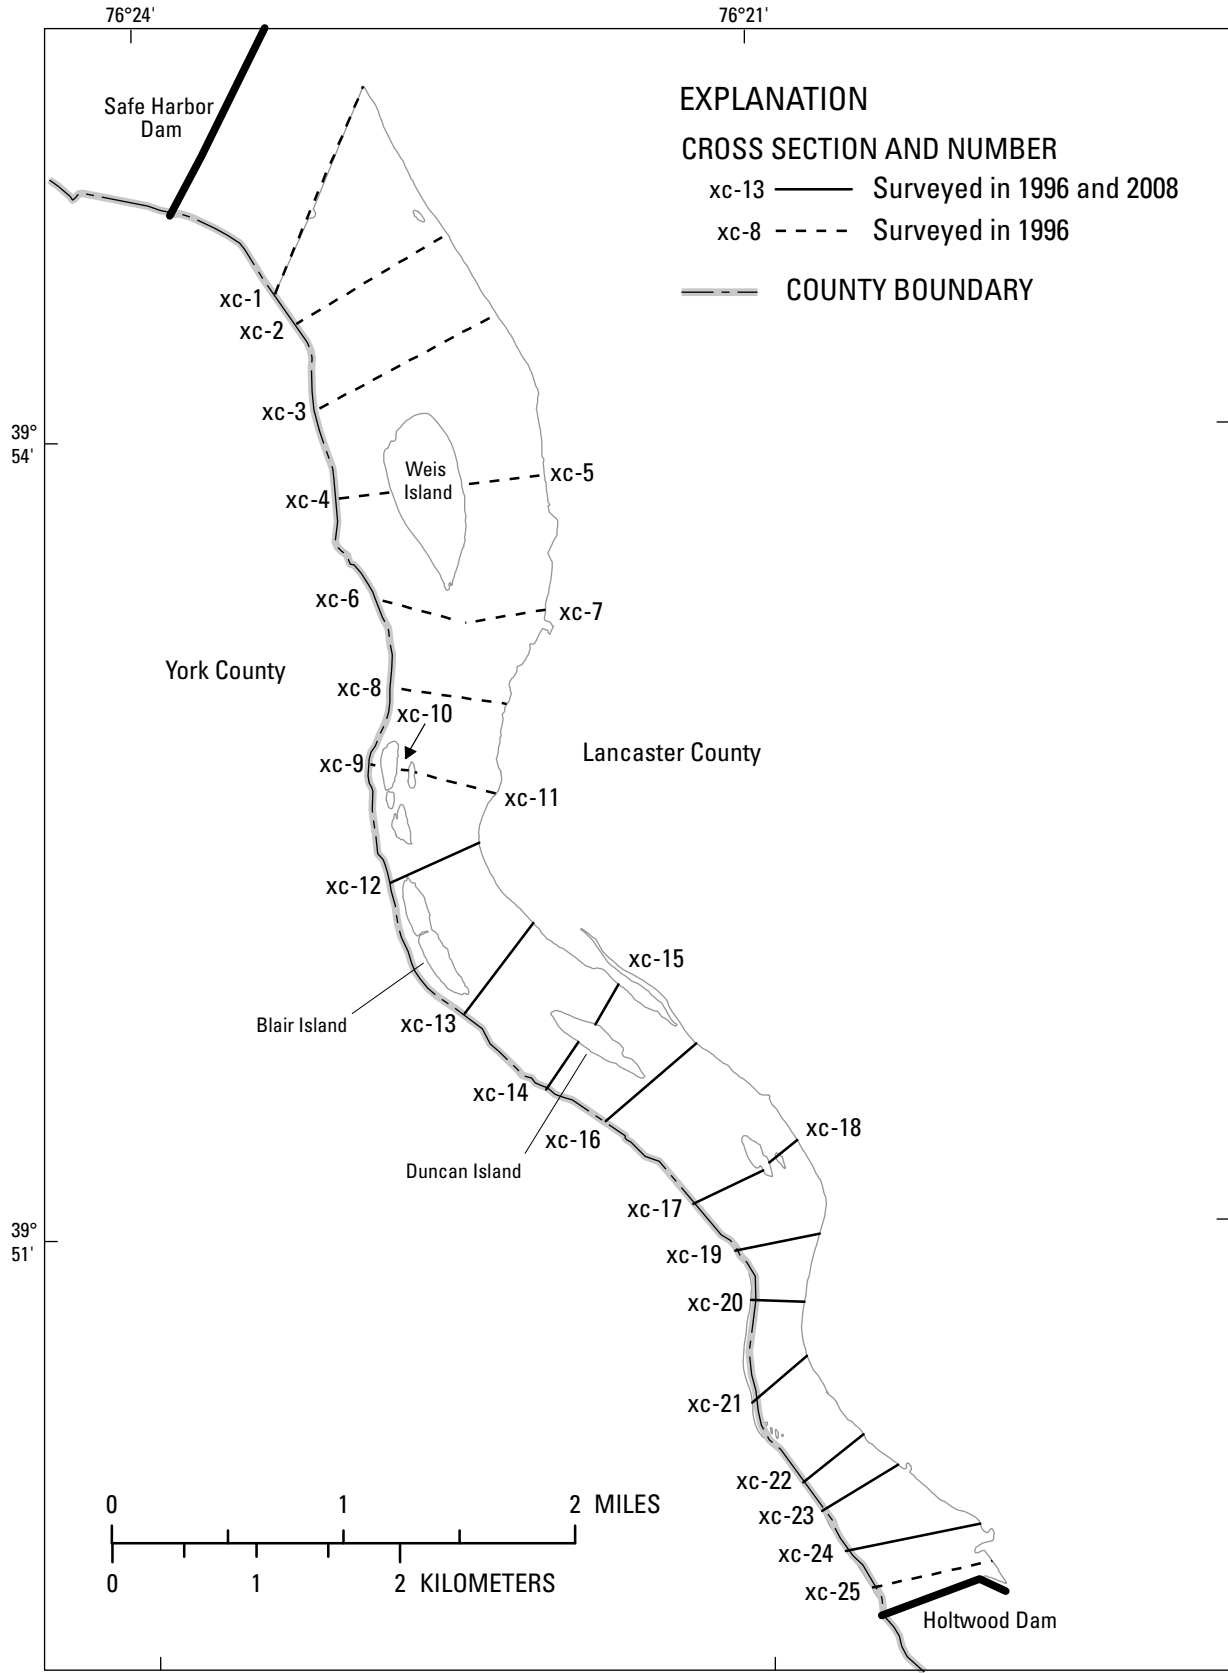 76°24'
76°21'
Safe Harbor
Dam
EXPLANATION
CROSS SECTION AND NUMBER
xc-13 Surveyed in 1996 and 2008
xc-8 Surveyed in 1996
COUNTY BOUNDARY
xc-1
xc-2
xc-3
39°
54'
Weis
Island
xc-5
xc-4
xc-6
xc-7
York County
xc-8
xc-10
Lancaster County
xc-9
xc-11
xc-12
xc-15
Blair Island
xc-13
xc-14
xc-16
xc-18
Duncan Island
xc-17
39°
51'
xc-19
xc-20
xc-21
xc-22
0 1 2 MILES
xc-23
xc-24
0 1 2 KILOMETERS
xc-25
Holtwood Dam